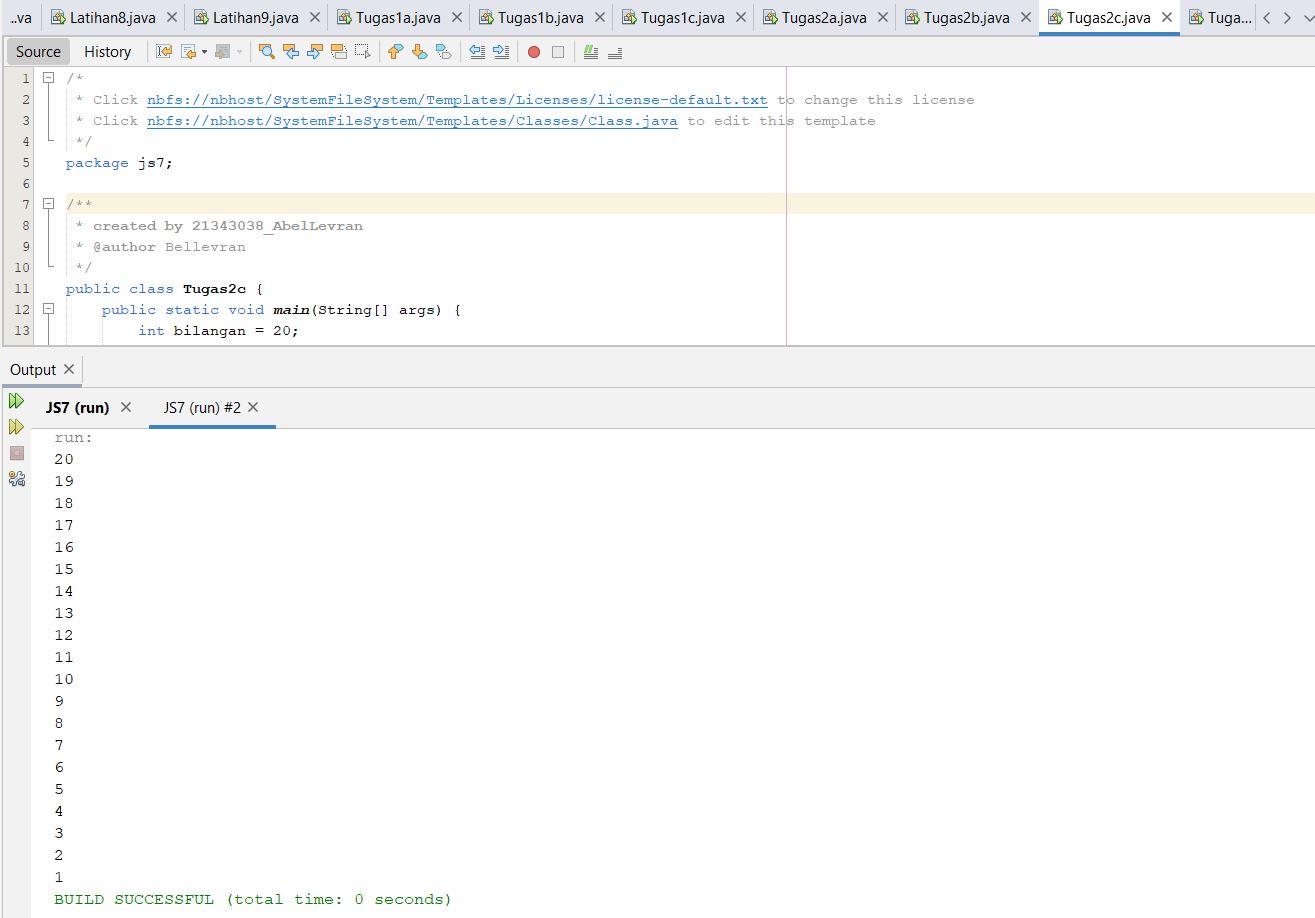 ..va Latihan8.java Latihan9.java Tugas1a.java Tugas1b.java Tugas1c.java Tugas2a.java Tugas2b.java Tugas2c.java Tuga...
Source History
1 /*
2 * Click nbfs://nbhost/SystemFileSystem/Templates/Licenses/license-default.txt to change this license
3 * Click nbfs://nbhost/SystemFileSystem/Templates/Classes/Class.java to edit this template
4 */
5 package js7;
6
7 /**
8 * created by 21343038_AbelLevran
9 * @author Bellevran
10 */
11 public class Tugas2c {
12 public static void main(String[] args) {
13 int bilangan = 20;
Output
JS7 (run) JS7 (run) #2
run:
20
19
18
17
16
15
14
13
12
11
10
9
8
7
6
5
4
3
2
1
BUILD SUCCESSFUL (total time: 0 seconds)